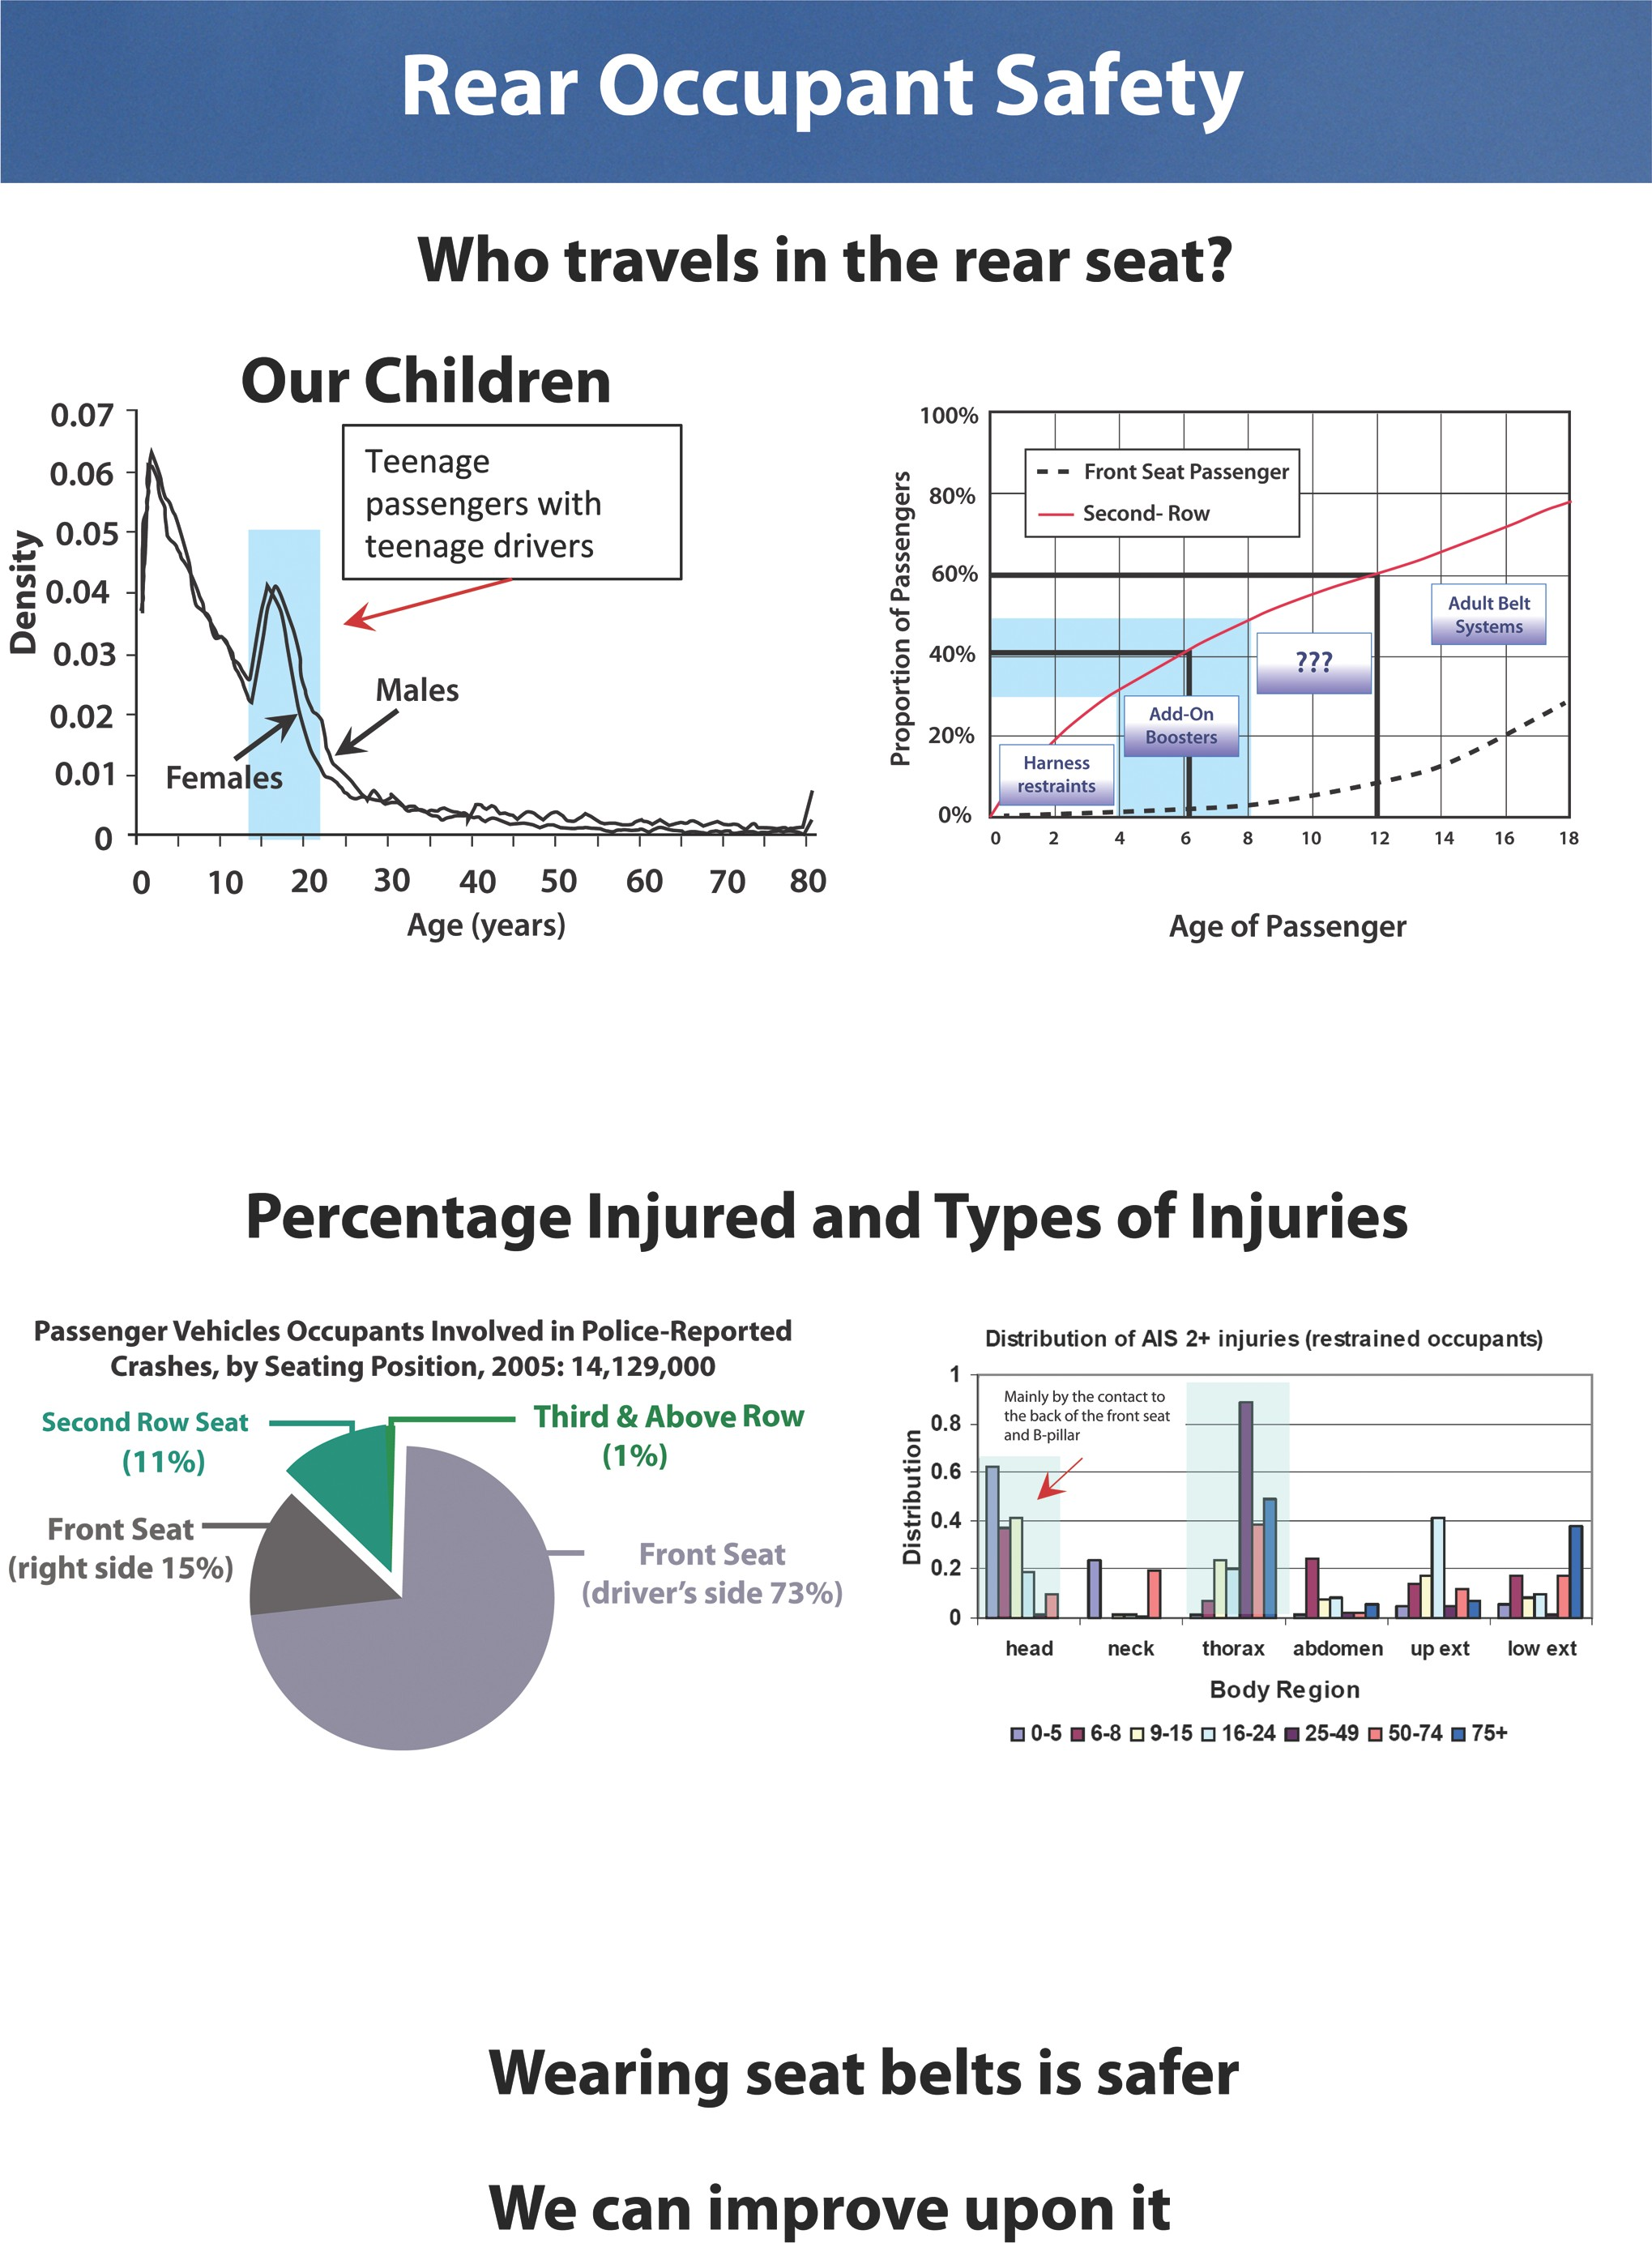 Rear Occupant Safety
Who travels in the rear seat?
Our Children
0.07
0.06
0.05
0.04
0.03
0.02
0.01
0
Density
Teenage
passengers with
teenage drivers
Males
Females
0 10 20 30 40 50 60 70 80
Age (years)
100%
80%
60%
40%
20%
0%
Proportion of Passengers
Front Seat Passenger
Second- Row
Adult Belt
Systems
???
Add-On
Boosters
Harness
restraints
0 2 4 6 8 10 12 14 16 18
Age of Passenger
Percentage Injured and Types of Injuries
Passenger Vehicles Occupants Involved in Police-Reported
Crashes, by Seating Position, 2005: 14,129,000
Second Row Seat
(11%)
Third & Above Row
(1%)
Front Seat
(right side 15%)
Front Seat
(driver's side 73%)
Distribution of AIS 2+ injuries (restrained occupants)
1
0.8
0.6
0.4
0.2
0
Distribution
Mainly by the contact to
the back of the front seat
and B-pillar
head neck thorax abdomen up ext low ext
Body Region
0-5 6-8 9-15 16-24 25-49 50-74 75+
Wearing seat belts is safer
We can improve upon it